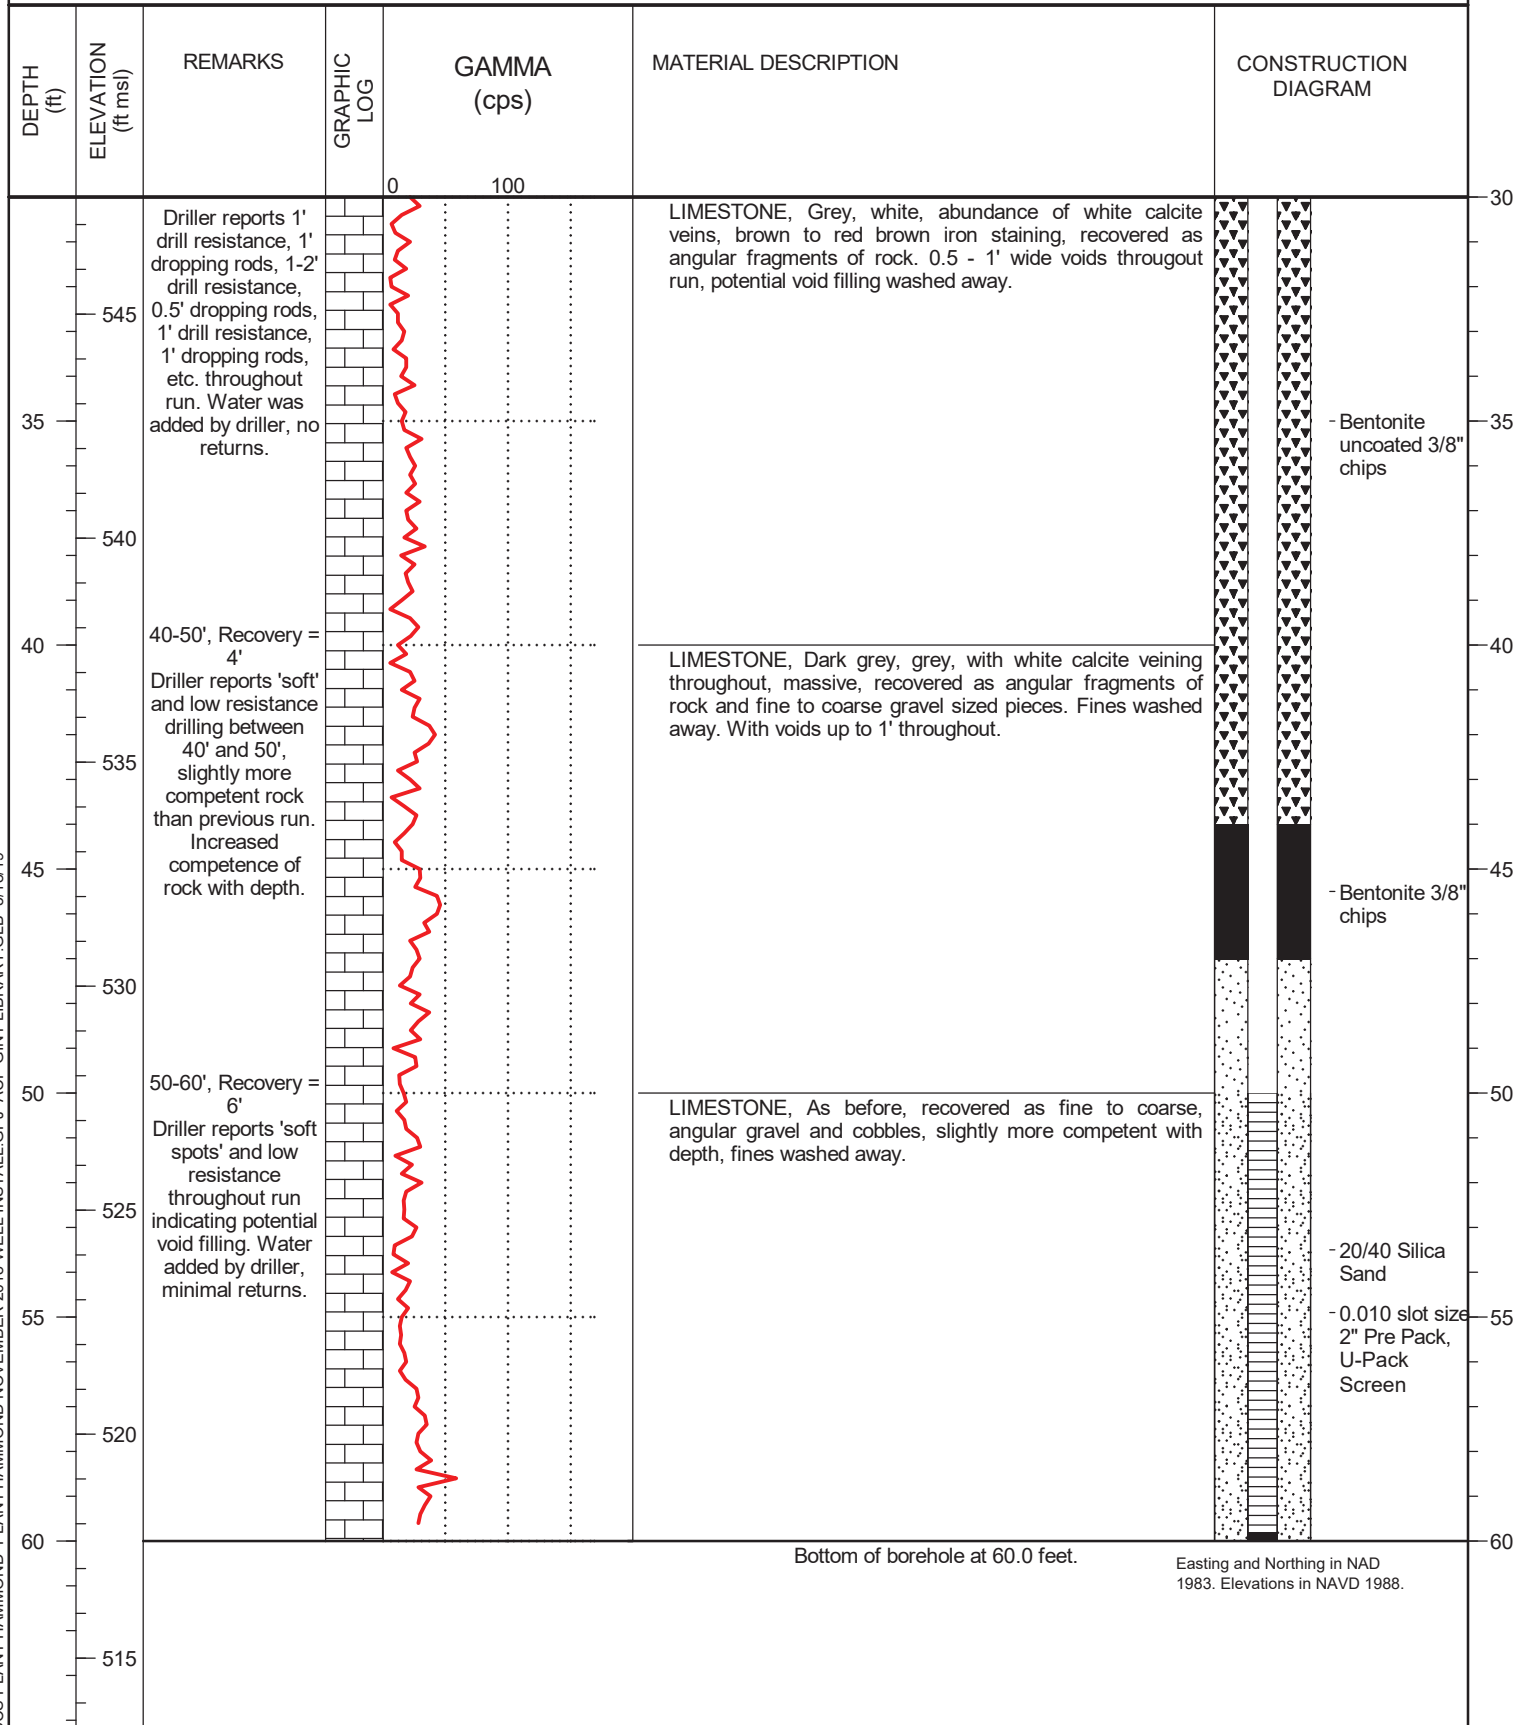 DEPTH
(ft)
ELEVATION
(ft msl)
REMARKS
GRAPHIC
LOG
GAMMA
(cps)
0 100
MATERIAL DESCRIPTION
CONSTRUCTION
DIAGRAM
30
Driller reports 1'
drill resistance, 1'
dropping rods, 1-2'
drill resistance,
0.5' dropping rods,
1' drill resistance,
1' dropping rods,
etc. throughout
run. Water was
added by driller, no
returns.
LIMESTONE, Grey, white, abundance of white calcite
veins, brown to red brown iron staining, recovered as
angular fragments of rock. 0.5 - 1' wide voids througout
run, potential void filling washed away.
545
35
Bentonite
uncoated 3/8"
chips
35
540
40
40-50', Recovery =
4'
Driller reports 'soft'
and low resistance
drilling between
40' and 50',
slightly more
competent rock
than previous run.
Increased
competence of
rock with depth.
LIMESTONE, Dark grey, grey, with white calcite veining
throughout, massive, recovered as angular fragments of
rock and fine to coarse gravel sized pieces. Fines washed
away. With voids up to 1' throughout.
40
535
45
45
Bentonite 3/8"
chips
530
50
50-60', Recovery =
6'
Driller reports 'soft
spots' and low
resistance
throughout run
indicating potential
void filling. Water
added by driller,
minimal returns.
LIMESTONE, As before, recovered as fine to coarse,
angular gravel and cobbles, slightly more competent with
depth, fines washed away.
50
525
20/40 Silica
Sand
55
0.010 slot size
2" Pre Pack,
U-Pack
Screen
55
520
60
60
Bottom of borehole at 60.0 feet.
Easting and Northing in NAD
1983. Elevations in NAVD 1988.
515